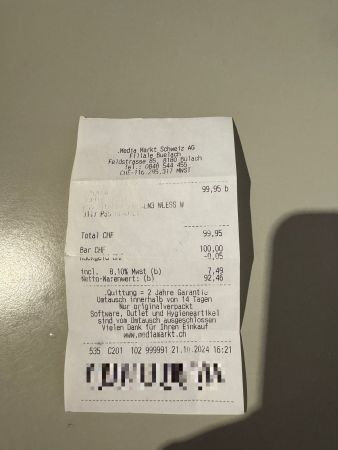 Media Markt Schweiz AG
Filiale Buelach
Feldstrasse 85, 8180 Bülach
Tel.: 0848 544 455
CHE-116.295.317 MWST
99,95 b
WLESS W
Total CHF 99,95
Bar CHF 100,00
-0,05
incl. 8,10% Mwst (b) 7,49
Netto-Warenwert: (b) 92,46
Quittung = 2 Jahre Garantie
Umtausch innerhalb von 14 Tagen
Nur originalverpackt
Software, Outlet und Hygieneartikel
sind vom Umtausch ausgeschlossen
Vielen Dank für Ihren Einkauf
www.mediamarkt.ch
535 C201 102 999991 21.10.2024 16:21